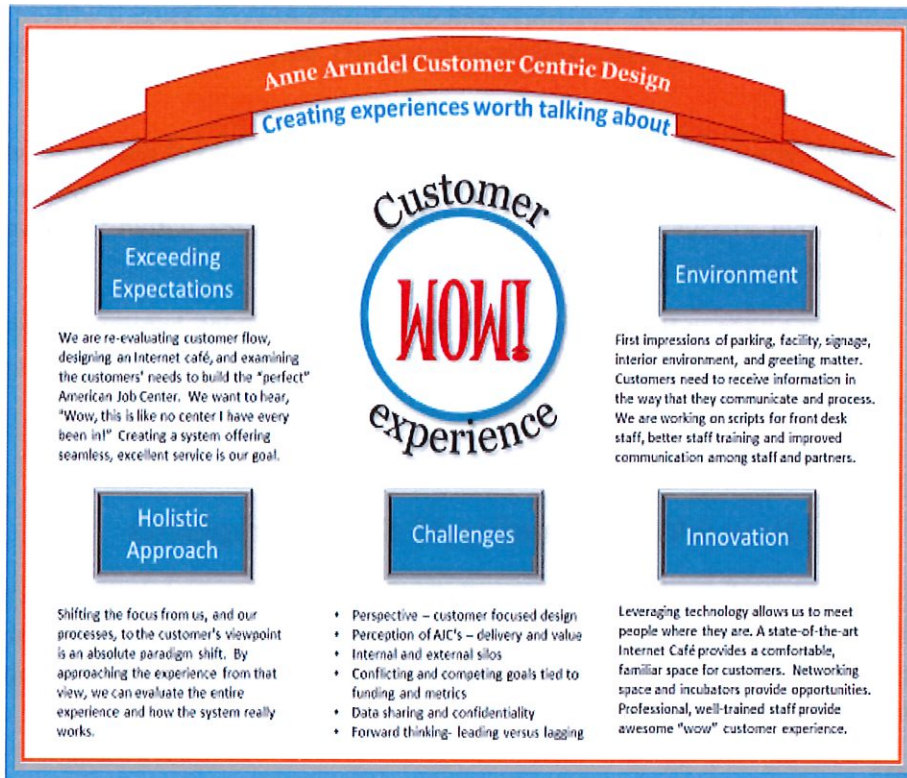 Anne Arundel Customer Centric Design
Creating experiences worth talking about
Customer
WOW!
experience
Exceeding
Expectations
We are re-evaluating customer flow,
designing an Internet café, and examining
the customers' needs to build the "perfect"
American Job Center. We want to hear,
"Wow, this is like no center I have every
been in!" Creating a system offering
seamless, excellent service is our goal.
Environment
First impressions of parking, facility, signage,
interior environment, and greeting matter.
Customers need to receive information in
the way that they communicate and process.
We are working on scripts for front desk
staff, better staff training and improved
communication among staff and partners.
Holistic
Approach
Shifting the focus from us, and our
processes, to the customer's viewpoint
is an absolute paradigm shift. By
approaching the experience from that
view, we can evaluate the entire
experience and how the system really
works.
Challenges
• Perspective – customer focused design
• Perception of AJC's – delivery and value
• Internal and external silos
• Conflicting and competing goals tied to
funding and metrics
• Data sharing and confidentiality
• Forward thinking- leading versus lagging
Innovation
Leveraging technology allows us to meet
people where they are. A state-of-the-art
Internet Café provides a comfortable,
familiar space for customers. Networking
space and incubators provide opportunities.
Professional, well-trained staff provide
awesome "wow" customer experience.